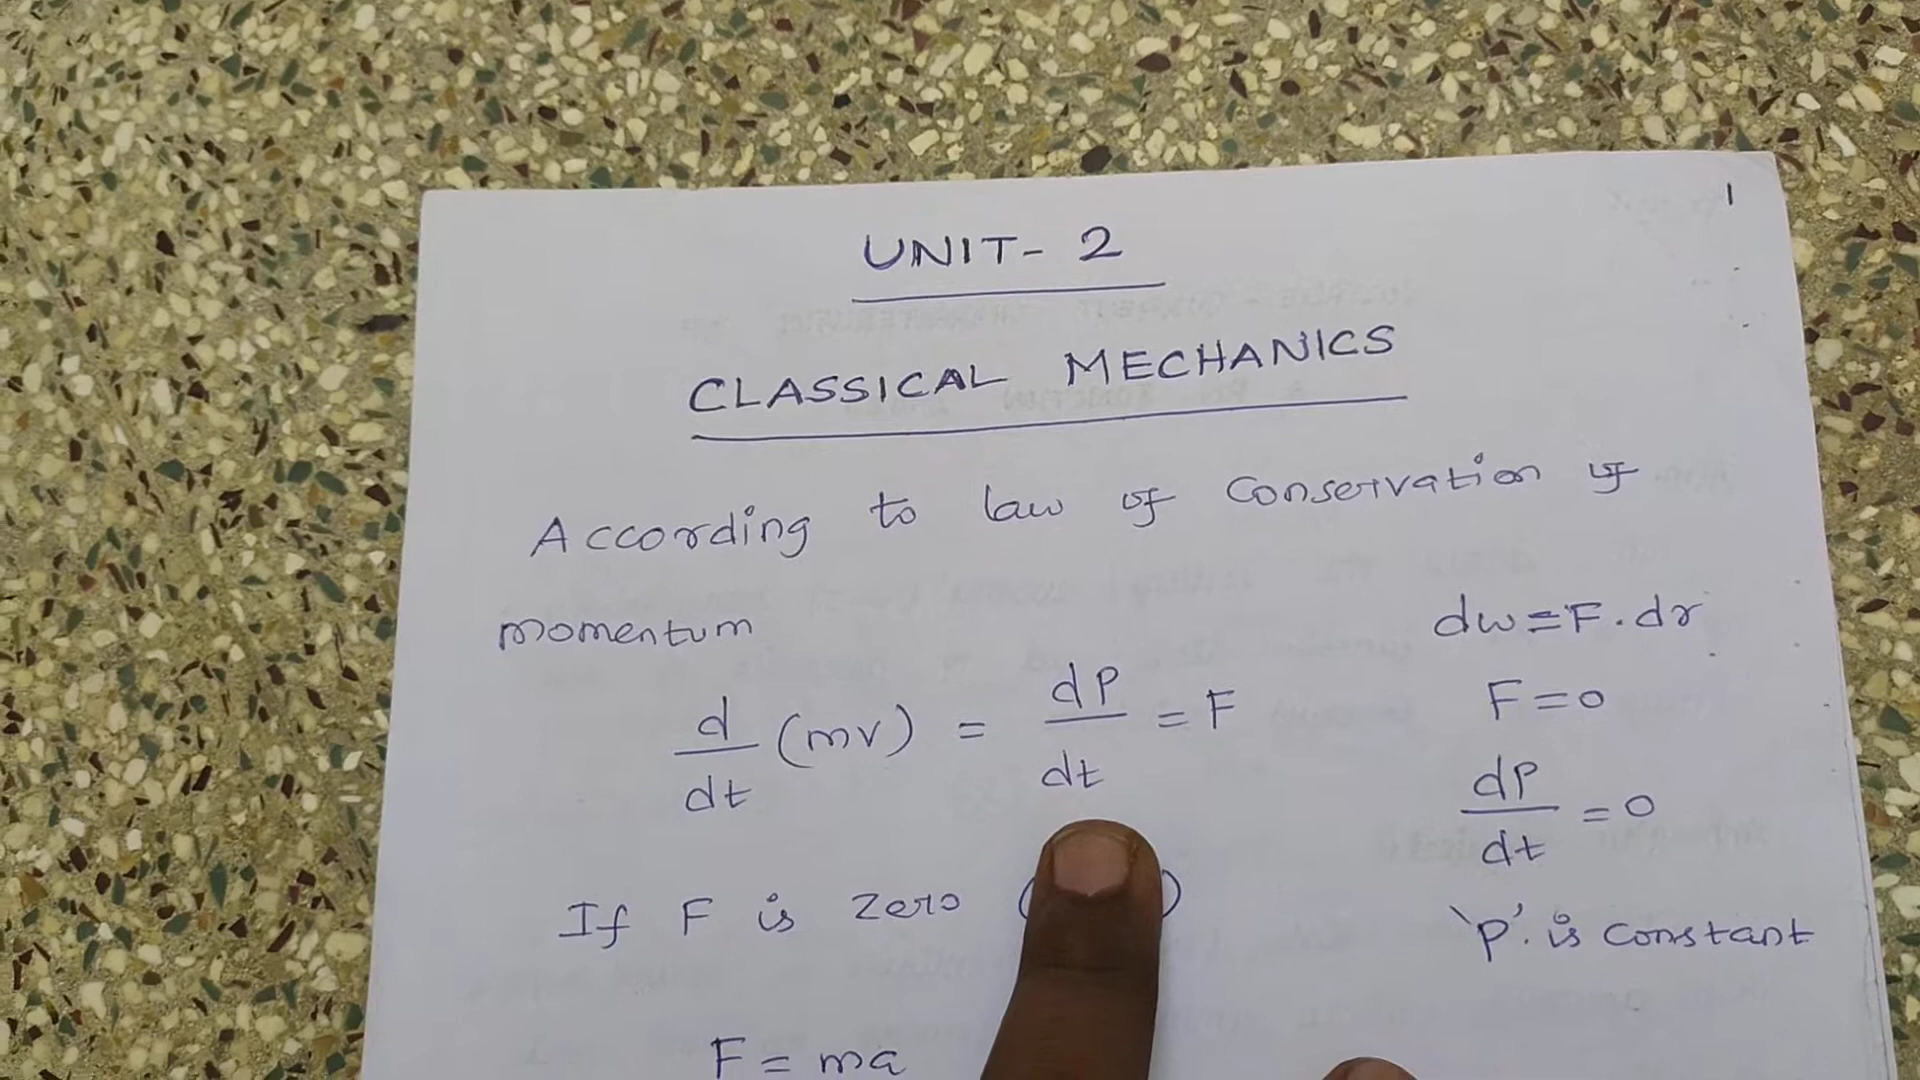 1
UNIT- 2
CLASSICAL MECHANICS
According to law of Conservation of
momentum
d/dt (mv) = dP/dt = F
If F is zero (
F = ma
dw=F.dr
F=0
dP/dt = 0
'P'. is constant